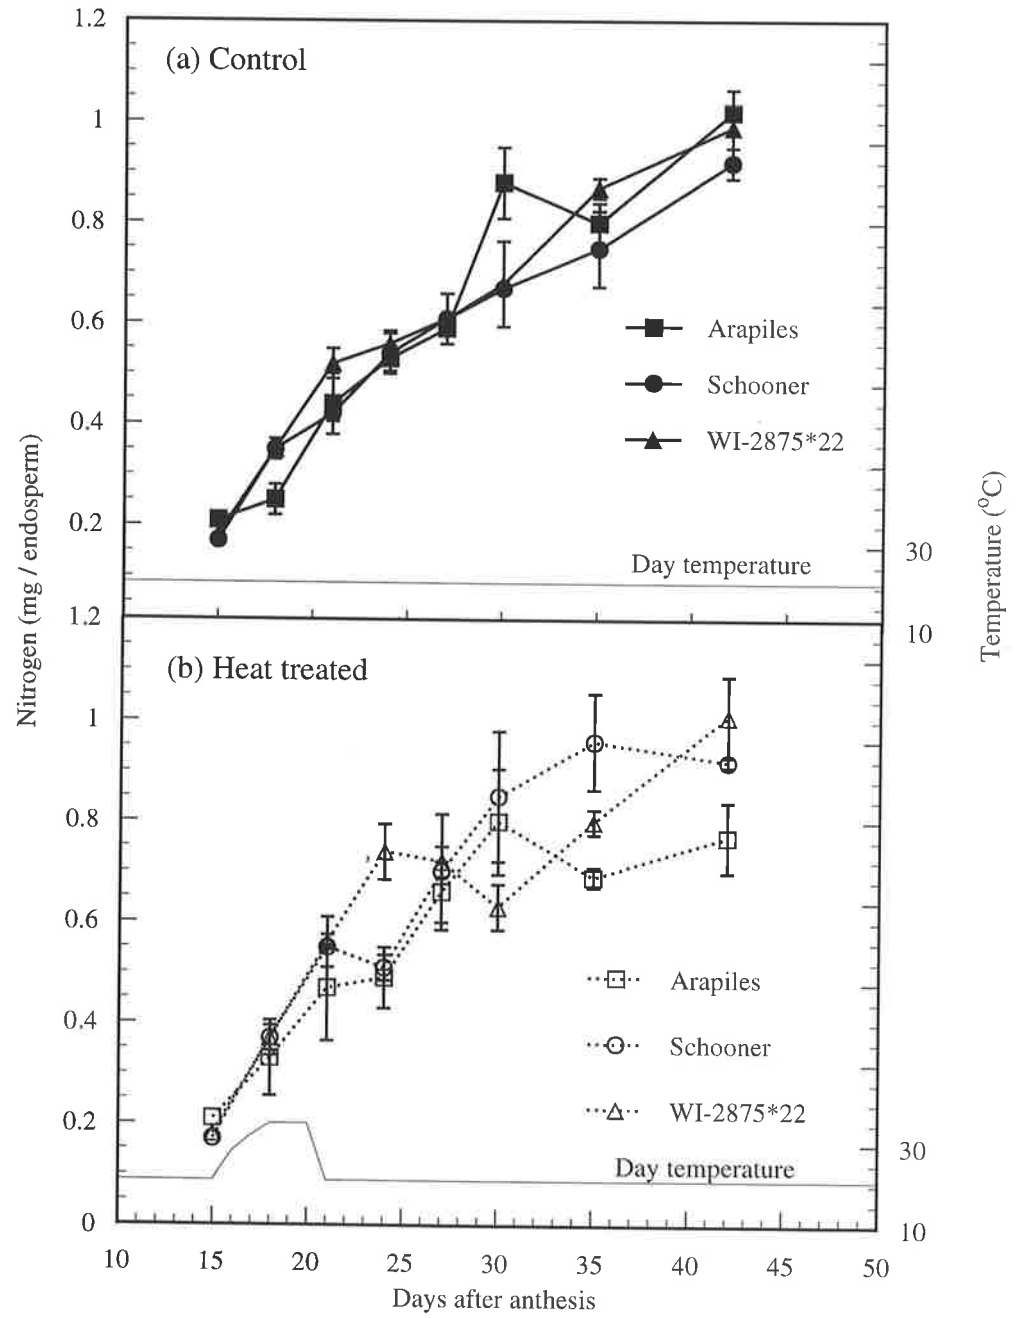 1.2
(a) Control
1
0.8
0.6
Arapiles
Schooner
0.4
WI-2875*22
0.2
30
Day temperature
Nitrogen (mg / endosperm)
Temperature (°C)
1.2
10
(b) Heat treated
1
0.8
0.6
Arapiles
0.4
Schooner
0.2
WI-2875*22
30
Day temperature
0
10
10 15 20 25 30 35 40 45 50
Days after anthesis